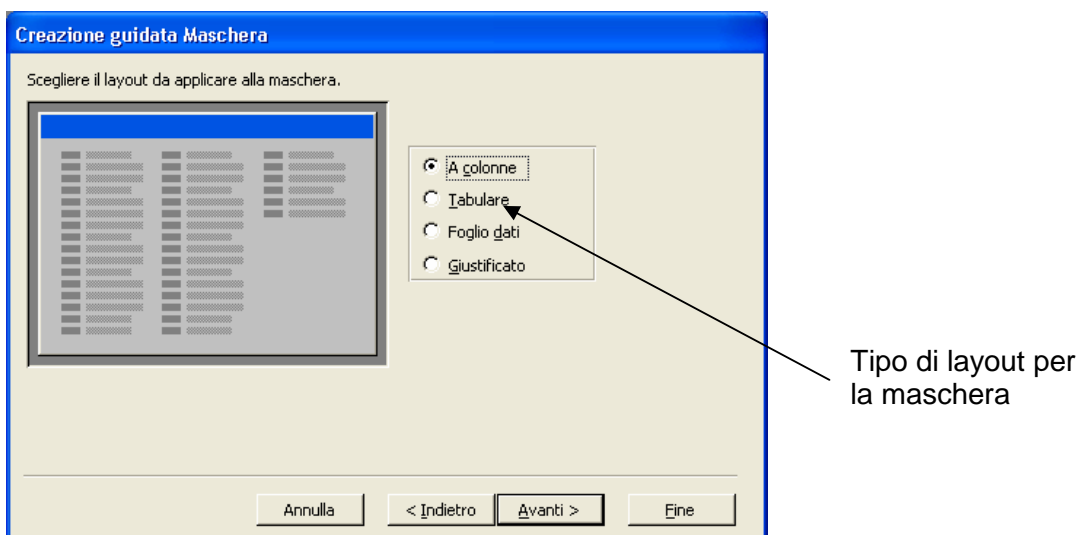 Creazione guidata Maschera
Scegliere il layout da applicare alla maschera.
A colonne
Tabulare
Foglio dati
Giustificato
Tipo di layout per
la maschera
Annulla
< Indietro
Avanti >
Fine